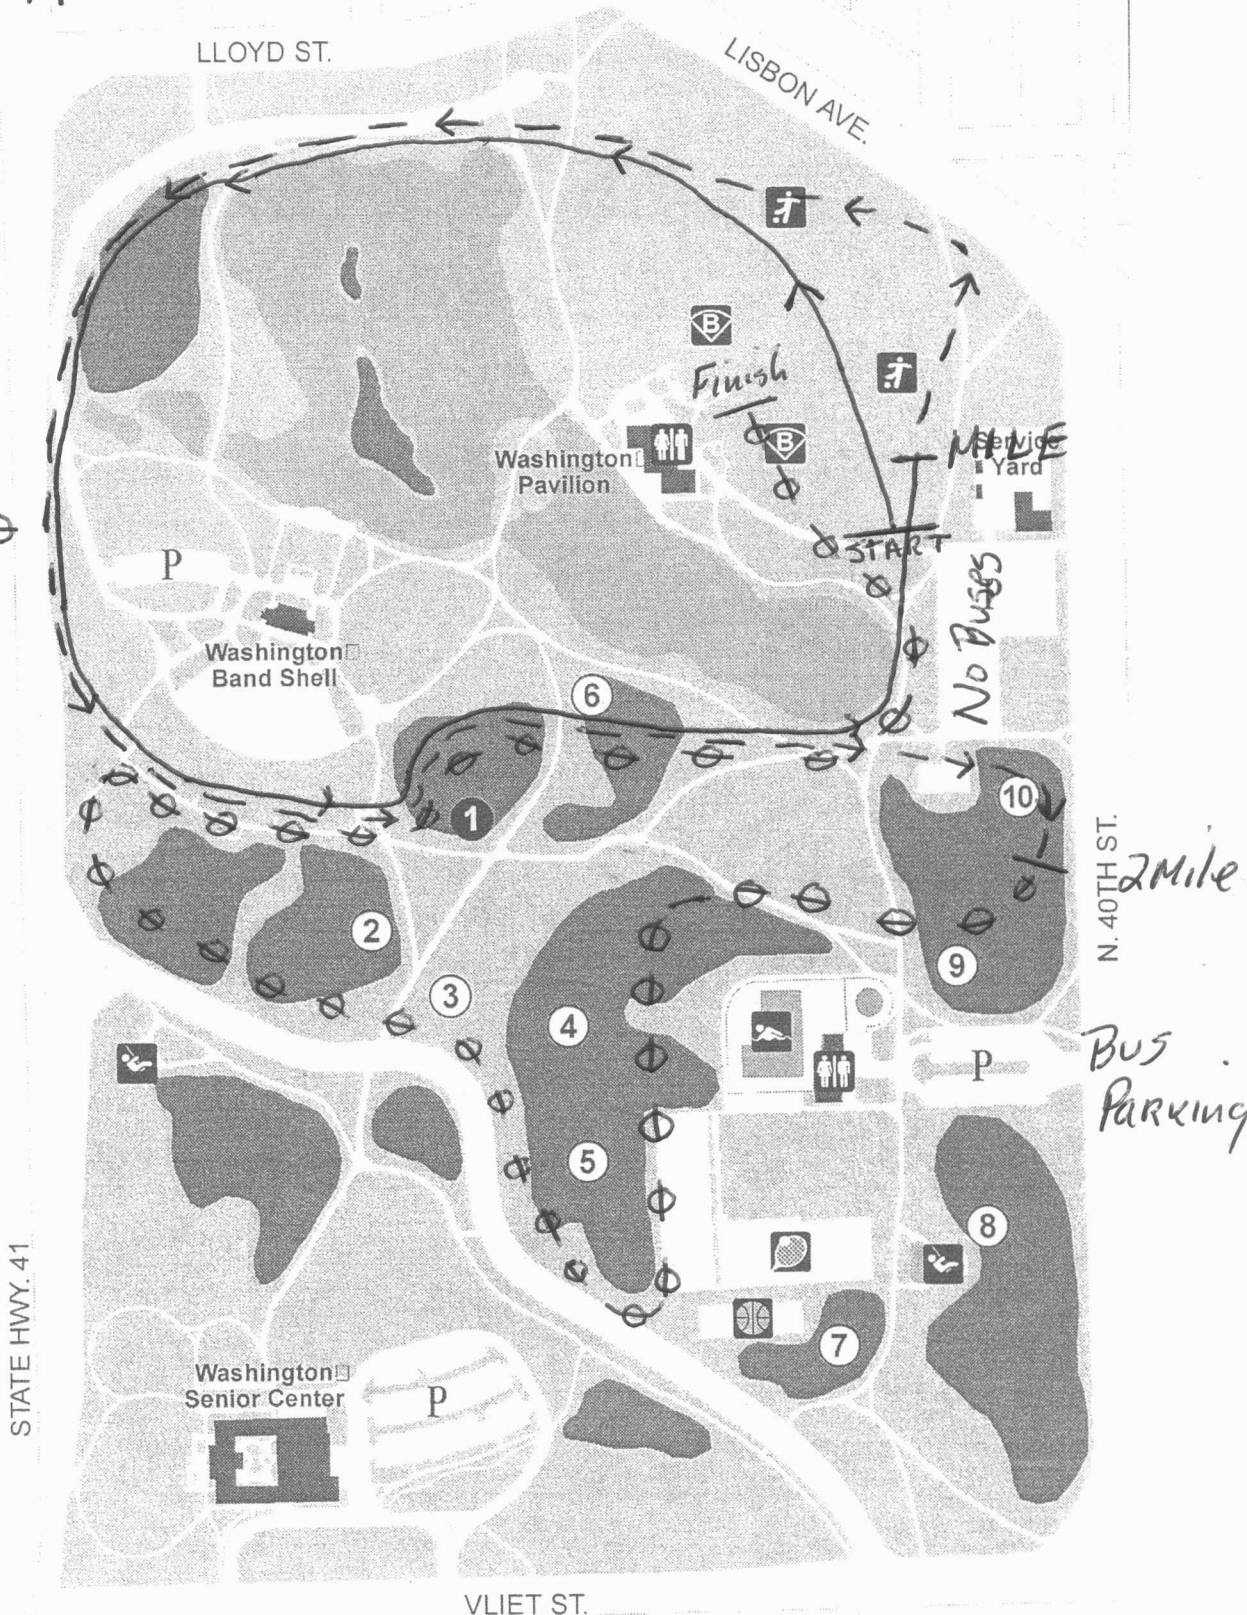 LLOYD ST.
LISBON AVE.
B
Finish
B
Washington
Pavilion
MILE
Service
Yard
START
No Buses
P
Washington
Band Shell
6
1
10
2 Mile
N. 40TH ST.
2
9
3
4
P
Bus
Parking
5
8
7
STATE HWY. 41
Washington
Senior Center
P
VLIET ST.